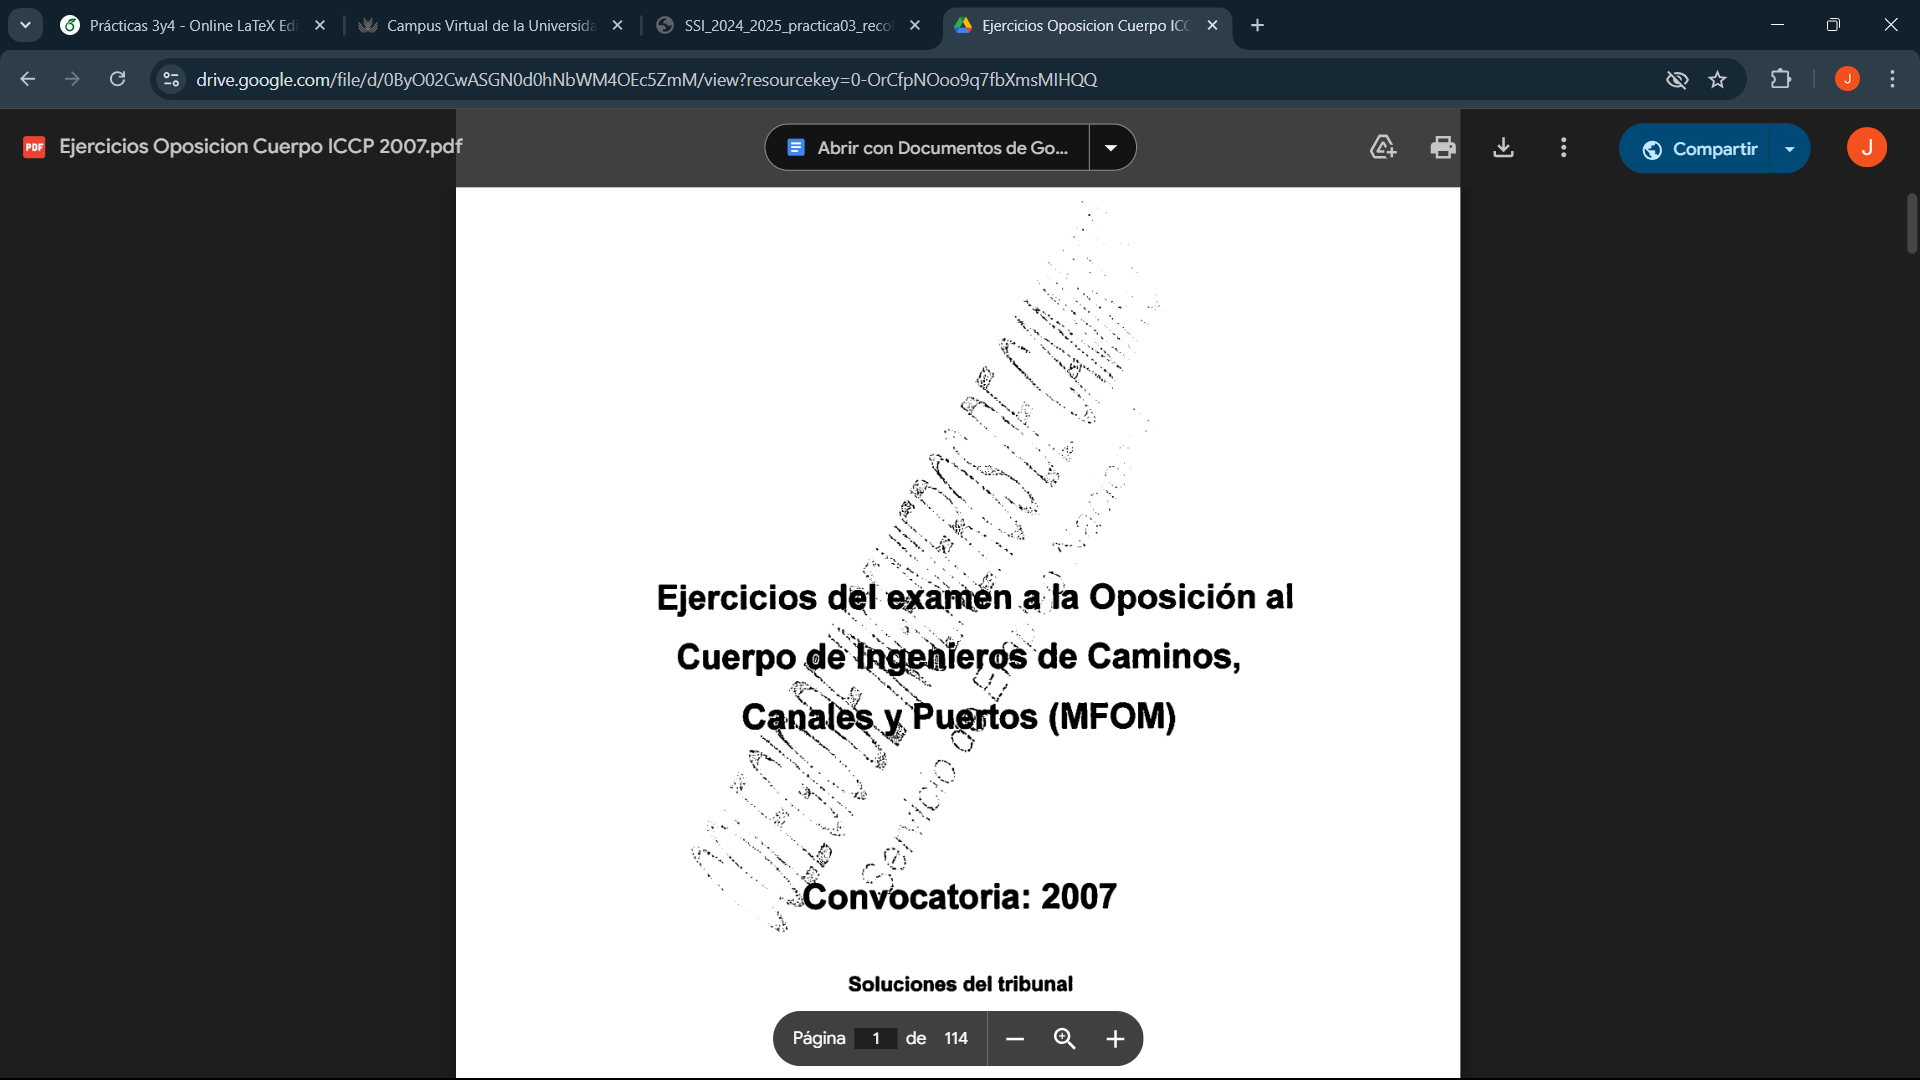 Prácticas 3y4 - Online LaTeX Edi
Campus Virtual de la Universida
SSI_2024_2025_practica03_reco
Ejercicios Oposicion Cuerpo ICC
drive.google.com/file/d/0ByO02CwASGN0d0hNbWM4OEc5ZmM/view?resourcekey=0-OrCfpNOoo9q7fbXmsMIHQQ
J
PDF
Ejercicios Oposicion Cuerpo ICCP 2007.pdf
Abrir con Documentos de Go...
Compartir
J
Ejercicios del examen a la Oposición al
Cuerpo de Ingenieros de Caminos,
Canales y Puertos (MFOM)
Convocatoria: 2007
Soluciones del tribunal
Servicio de
Página 1 de 114